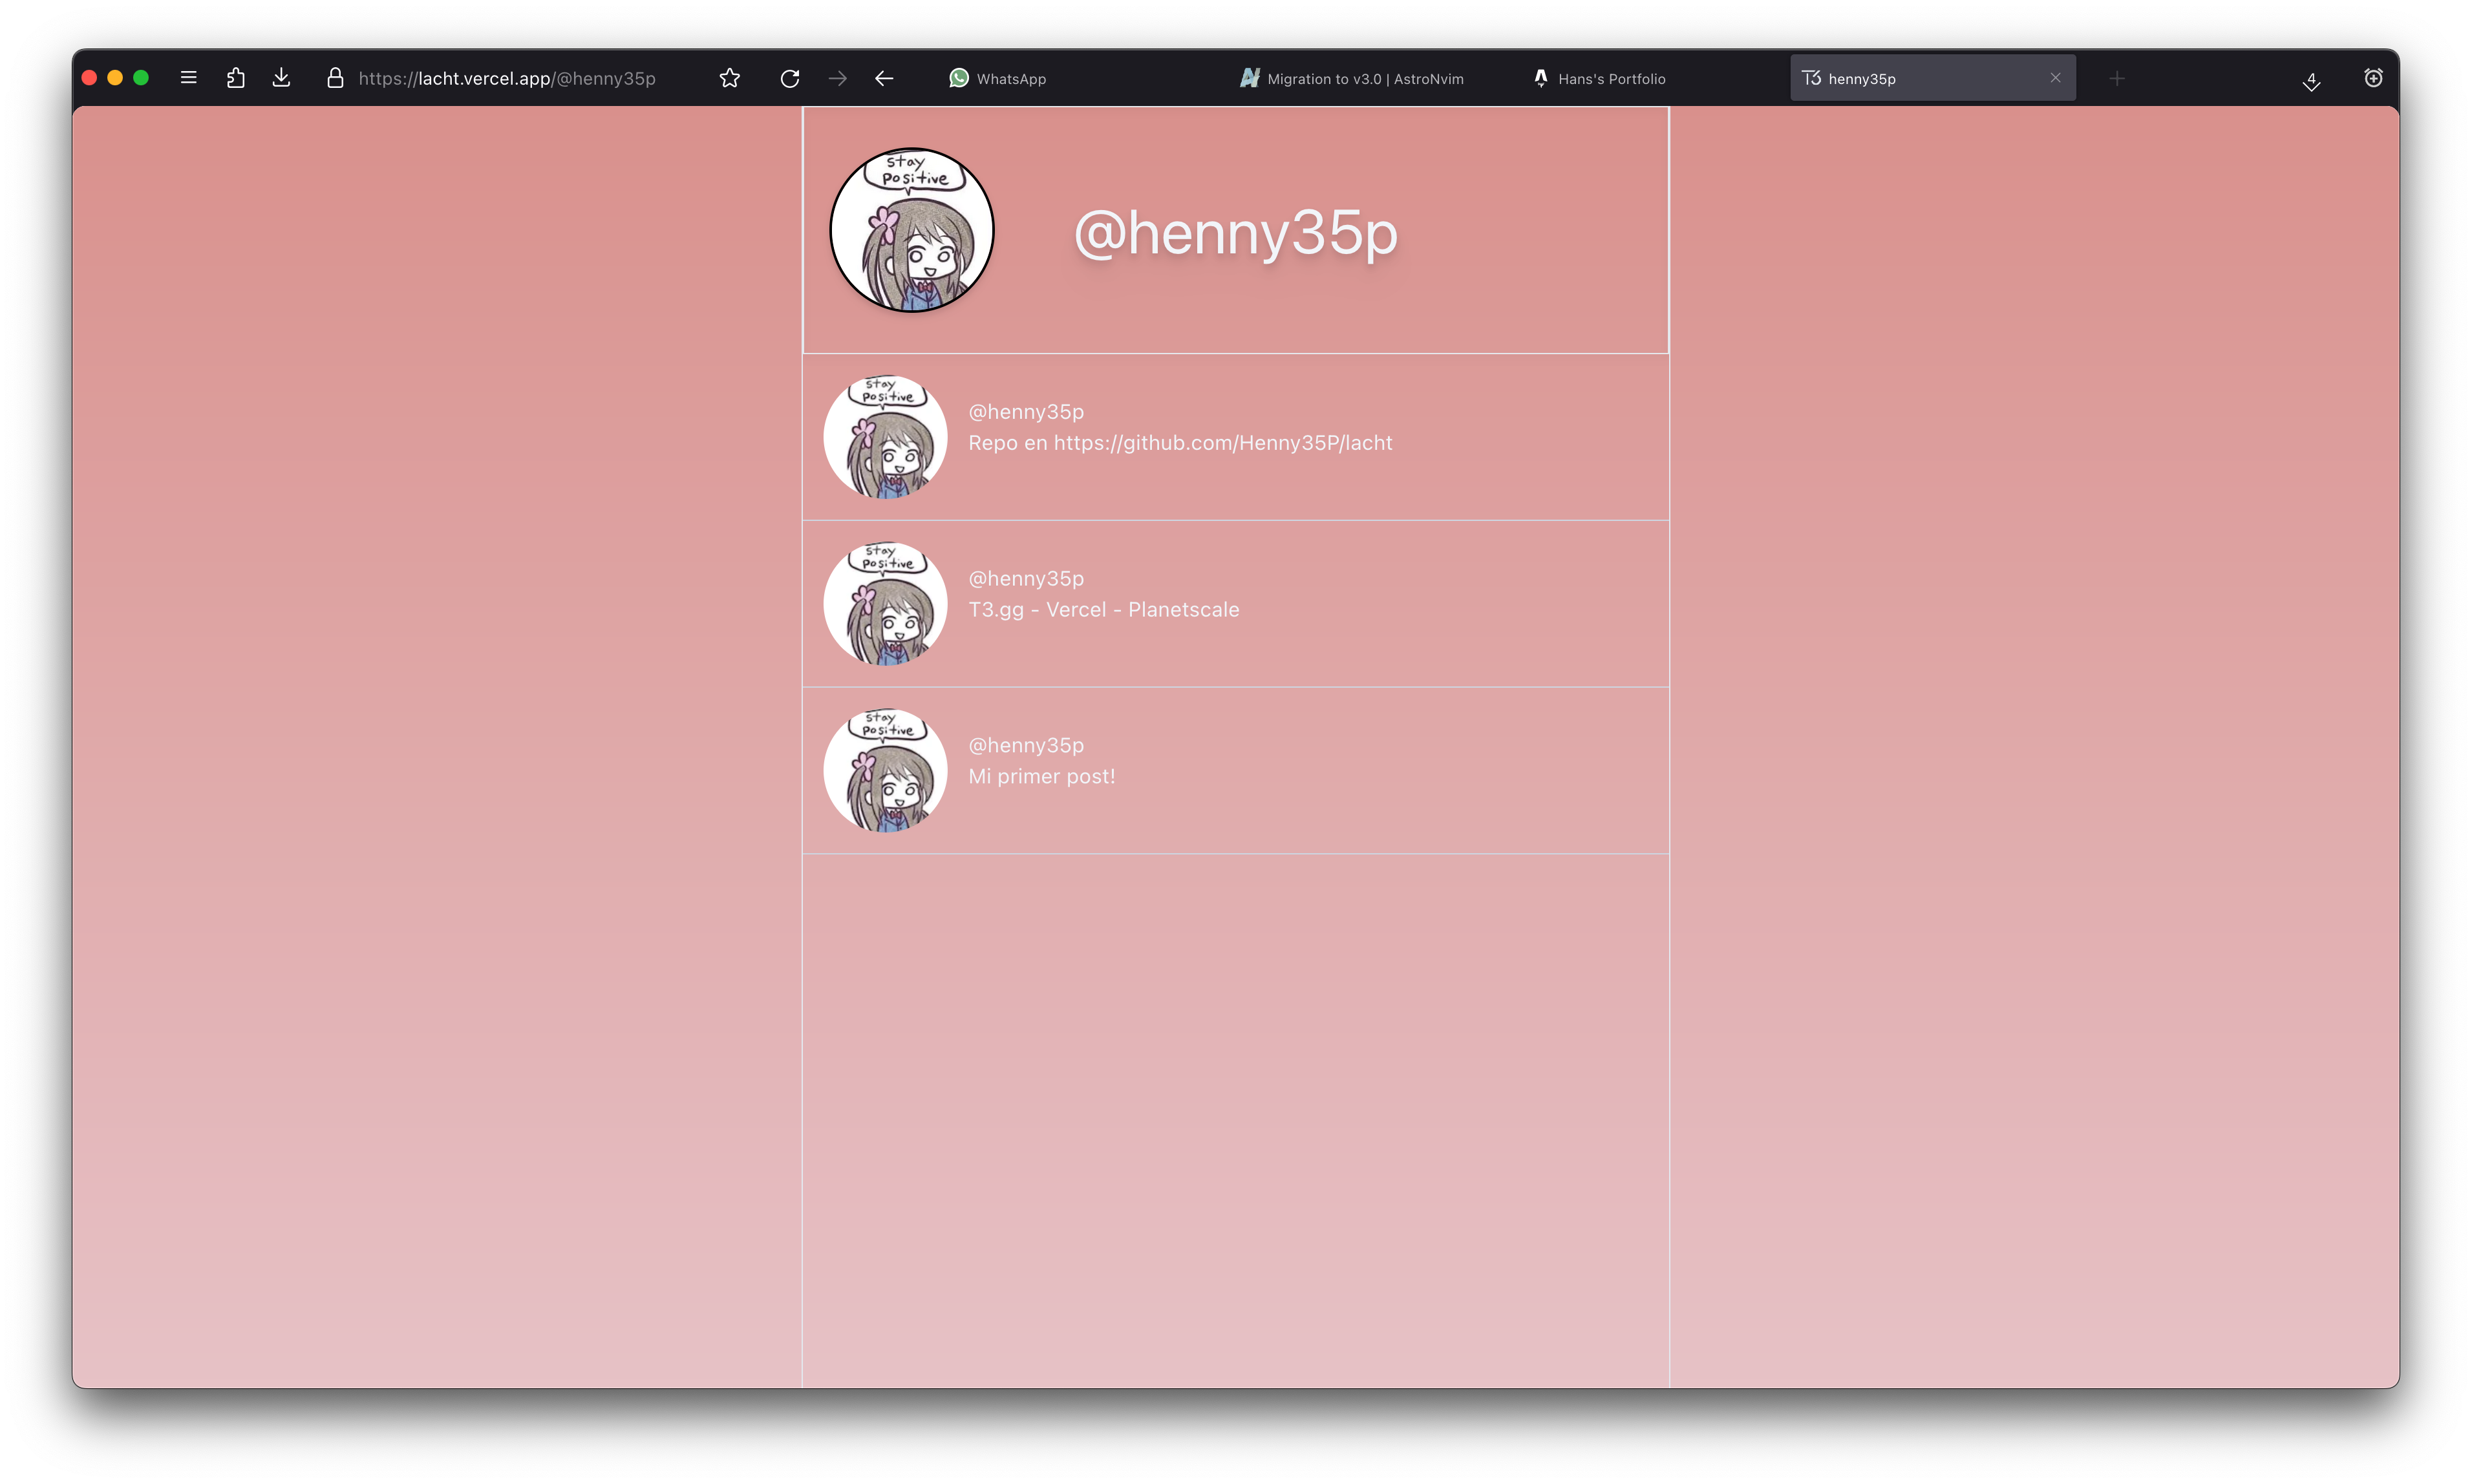 https://lacht.vercel.app/@henny35p
WhatsApp
Migration to v3.0 | AstroNvim
Hans's Portfolio
T3 henny35p
4
stay
positive
@henny35p
stay
positive
@henny35p
Repo en https://github.com/Henny35P/lacht
stay
positive
@henny35p
T3.gg - Vercel - Planetscale
stay
positive
@henny35p
Mi primer post!